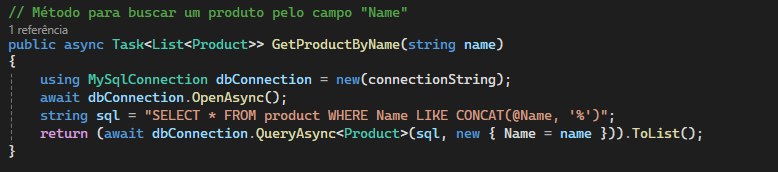 // Método para buscar um produto pelo campo "Name"
1 referência
public async Task<List<Product>> GetProductByName(string name)
{
    using MySqlConnection dbConnection = new(connectionString);
    await dbConnection.OpenAsync();
    string sql = "SELECT * FROM product WHERE Name LIKE CONCAT(@Name, '%')";
    return (await dbConnection.QueryAsync<Product>(sql, new { Name = name })).ToList();
}